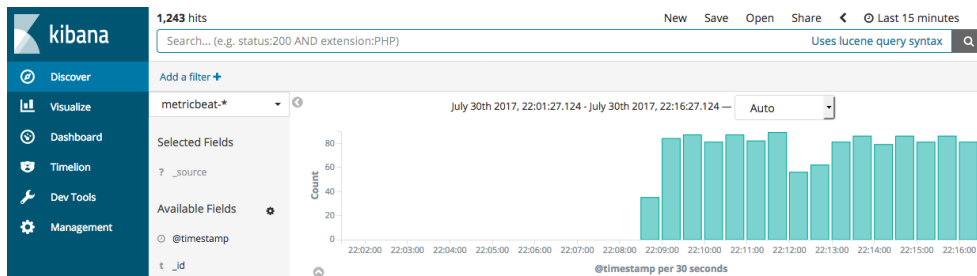 kibana
Discover
Visualize
Dashboard
Timelion
Dev Tools
Management
1,243 hits
New Save Open Share Last 15 minutes
Search... (e.g. status:200 AND extension:PHP) Uses lucene query syntax
Add a filter +
metricbeat-*
Selected Fields
? _source
Available Fields
@timestamp
t _id
July 30th 2017, 22:01:27.124 - July 30th 2017, 22:16:27.124 — Auto
Count
80
60
40
20
0
22:02:00 22:03:00 22:04:00 22:05:00 22:06:00 22:07:00 22:08:00 22:09:00 22:10:00 22:11:00 22:12:00 22:13:00 22:14:00 22:15:00 22:16:00
@timestamp per 30 seconds